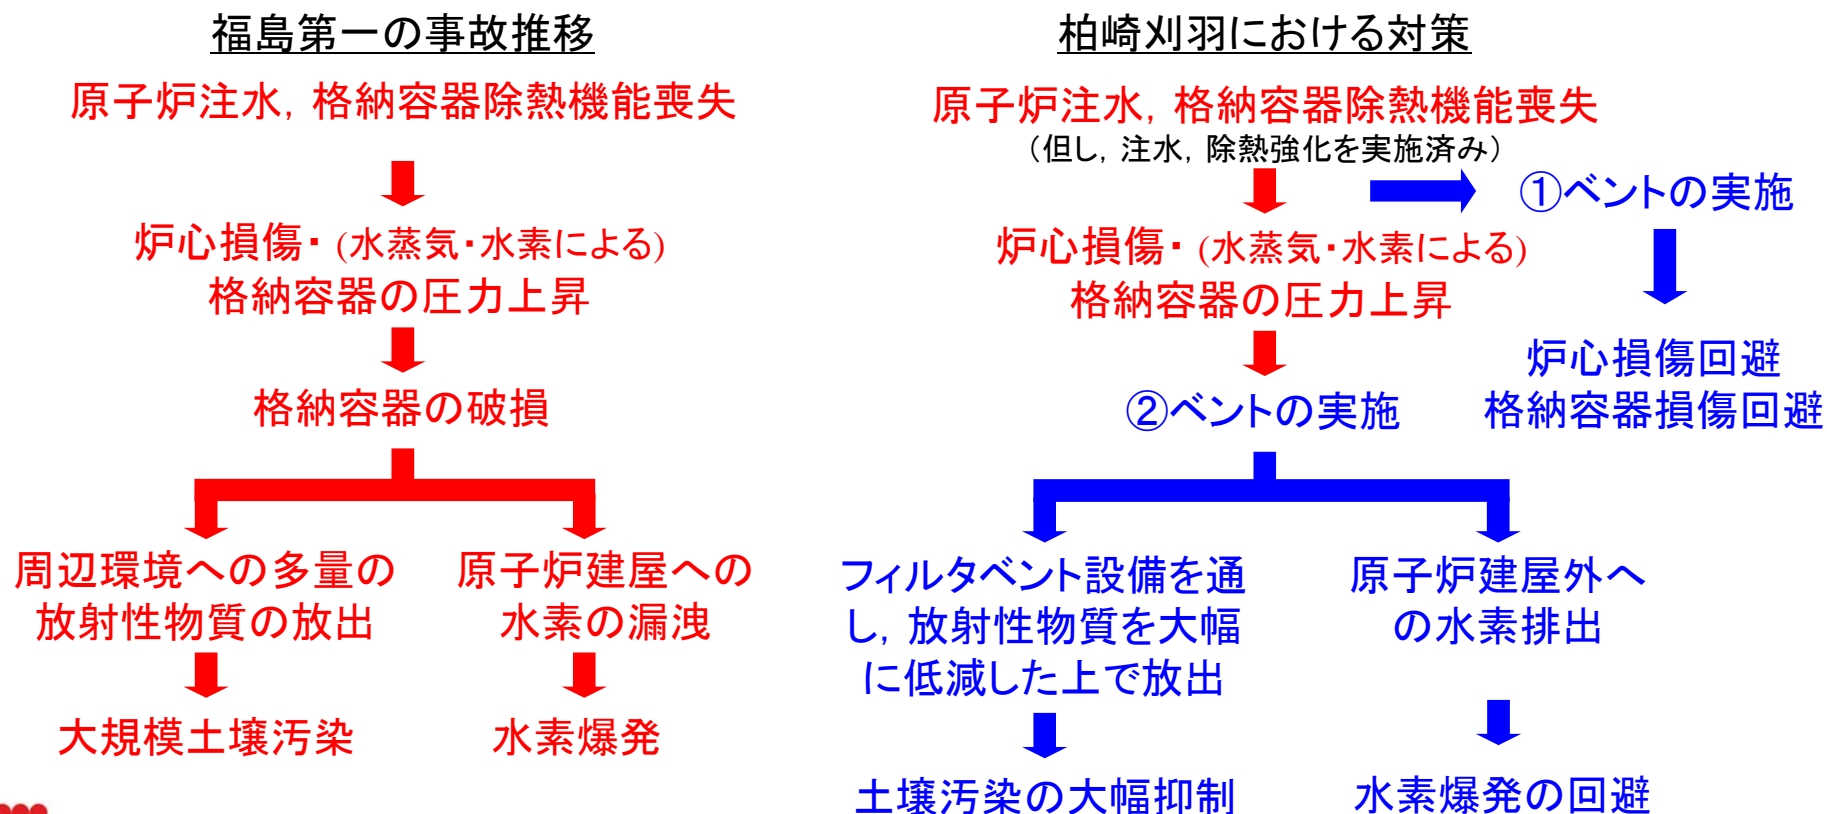 福島第一の事故推移
原子炉注水, 格納容器除熱機能喪失
炉心損傷・(水蒸気・水素による)
格納容器の圧力上昇
格納容器の破損
周辺環境への多量の
放射性物質の放出
原子炉建屋への
水素の漏洩
大規模土壌汚染
水素爆発
柏崎刈羽における対策
原子炉注水, 格納容器除熱機能喪失
（但し, 注水, 除熱強化を実施済み）
①ベントの実施
炉心損傷・(水蒸気・水素による)
格納容器の圧力上昇
炉心損傷回避
格納容器損傷回避
②ベントの実施
フィルタベント設備を通
し, 放射性物質を大幅
に低減した上で放出
原子炉建屋外へ
の水素排出
土壌汚染の大幅抑制
水素爆発の回避